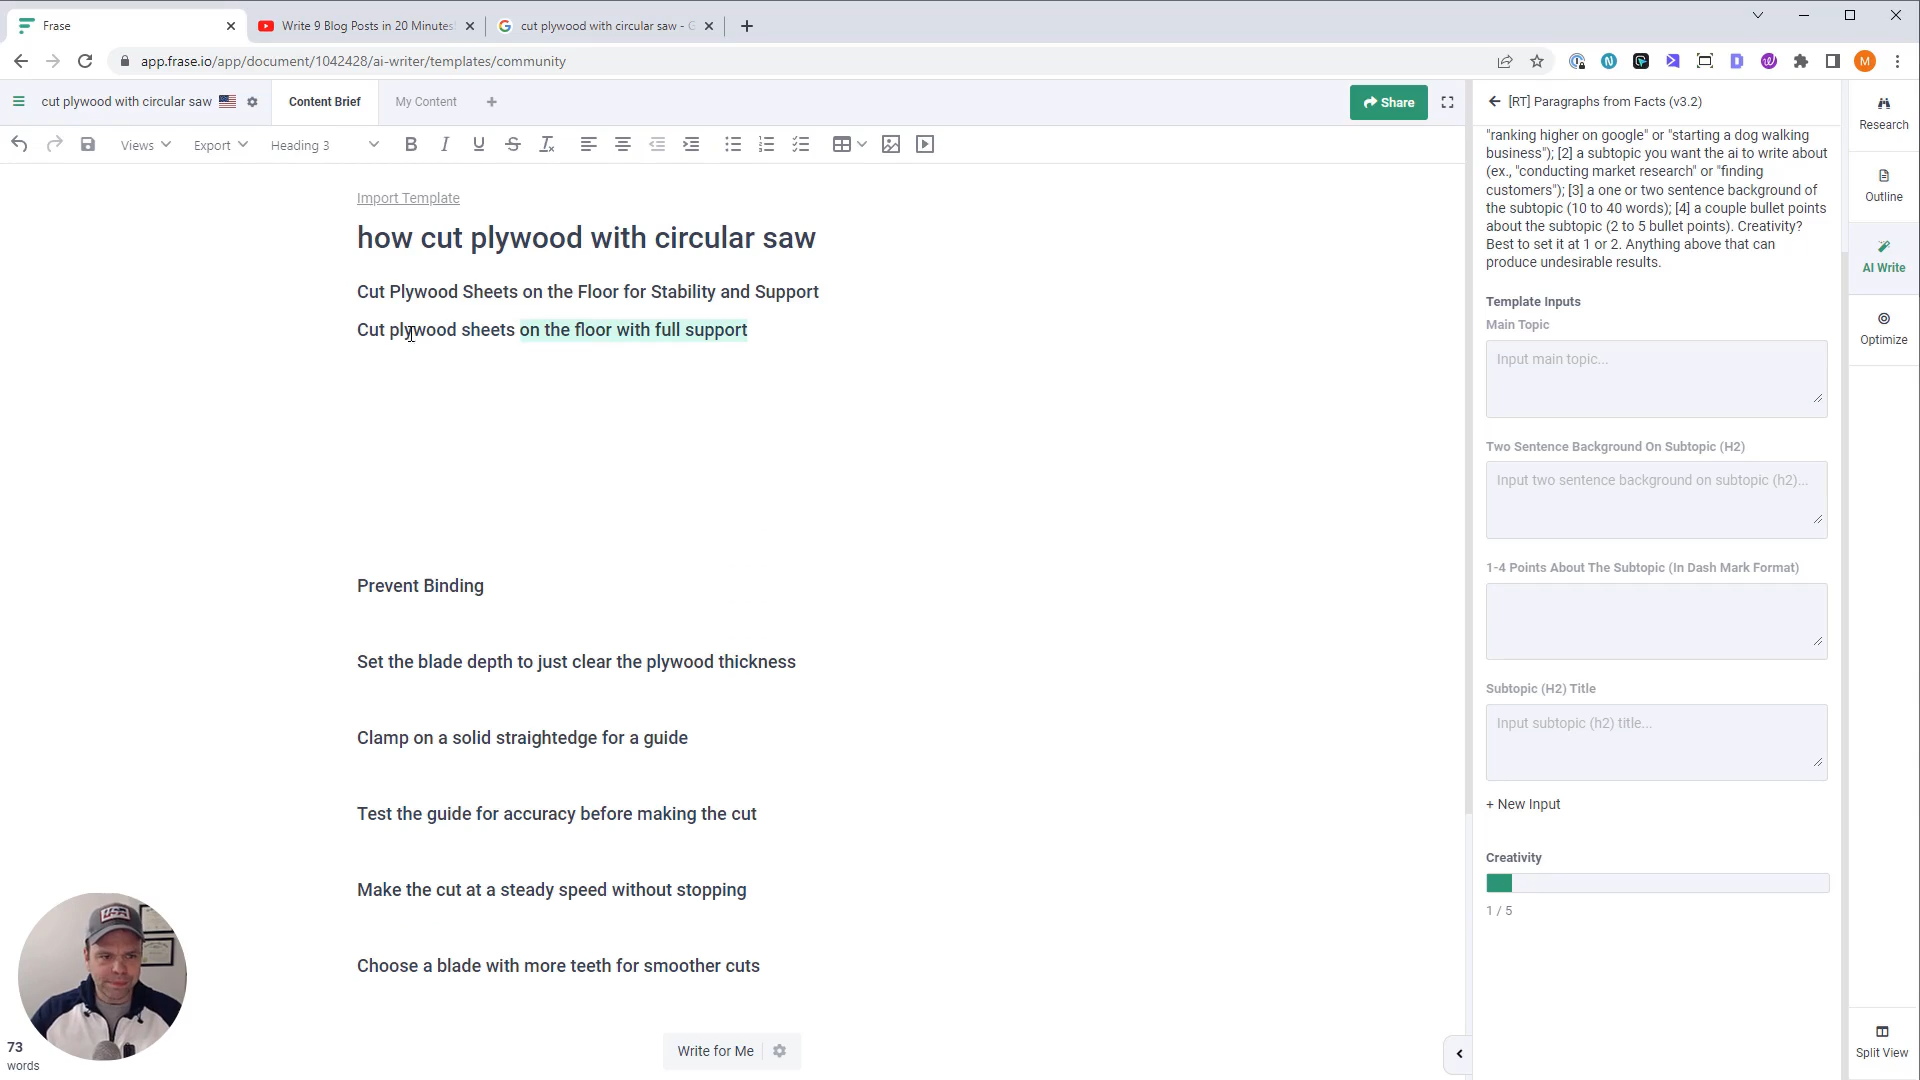 Frase
Write 9 Blog Posts in 20 Minutes
cut plywood with circular saw - G
app.frase.io/app/document/1042428/ai-writer/templates/community
M
cut plywood with circular saw
Content Brief
My Content
Share
Views
Export
Heading 3
Import Template
how cut plywood with circular saw
Cut Plywood Sheets on the Floor for Stability and Support
Cut plywood sheets on the floor with full support
Prevent Binding
Set the blade depth to just clear the plywood thickness
Clamp on a solid straightedge for a guide
Test the guide for accuracy before making the cut
Make the cut at a steady speed without stopping
Choose a blade with more teeth for smoother cuts
73
words
Write for Me
[RT] Paragraphs from Facts (v3.2)
"ranking higher on google" or "starting a dog walking
business"); [2] a subtopic you want the ai to write about
(ex., "conducting market research" or "finding
customers"); [3] a one or two sentence background of
the subtopic (10 to 40 words); [4] a couple bullet points
about the subtopic (2 to 5 bullet points). Creativity?
Best to set it at 1 or 2. Anything above that can
produce undesirable results.
Template Inputs
Main Topic
Input main topic...
Two Sentence Background On Subtopic (H2)
Input two sentence background on subtopic (h2)...
1-4 Points About The Subtopic (In Dash Mark Format)
Subtopic (H2) Title
Input subtopic (h2) title...
+ New Input
Creativity
1 / 5
Research
Outline
AI Write
Optimize
Split View